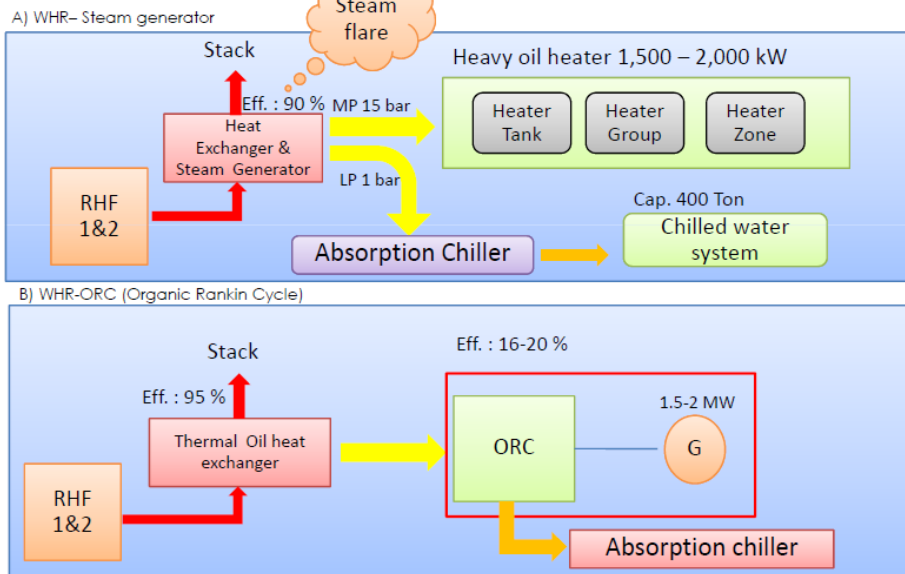 A) WHR– Steam generator
Steam
flare
Stack
Heavy oil heater 1,500 – 2,000 kW
Eff. : 90 %
MP 15 bar
Heat
Exchanger &
Steam Generator
Heater
Tank
Heater
Group
Heater
Zone
LP 1 bar
RHF
1&2
Cap. 400 Ton
Absorption Chiller
Chilled water
system
B) WHR-ORC (Organic Rankin Cycle)
Stack
Eff. : 16-20 %
Eff. : 95 %
1.5-2 MW
Thermal Oil heat
exchanger
ORC
G
RHF
1&2
Absorption chiller